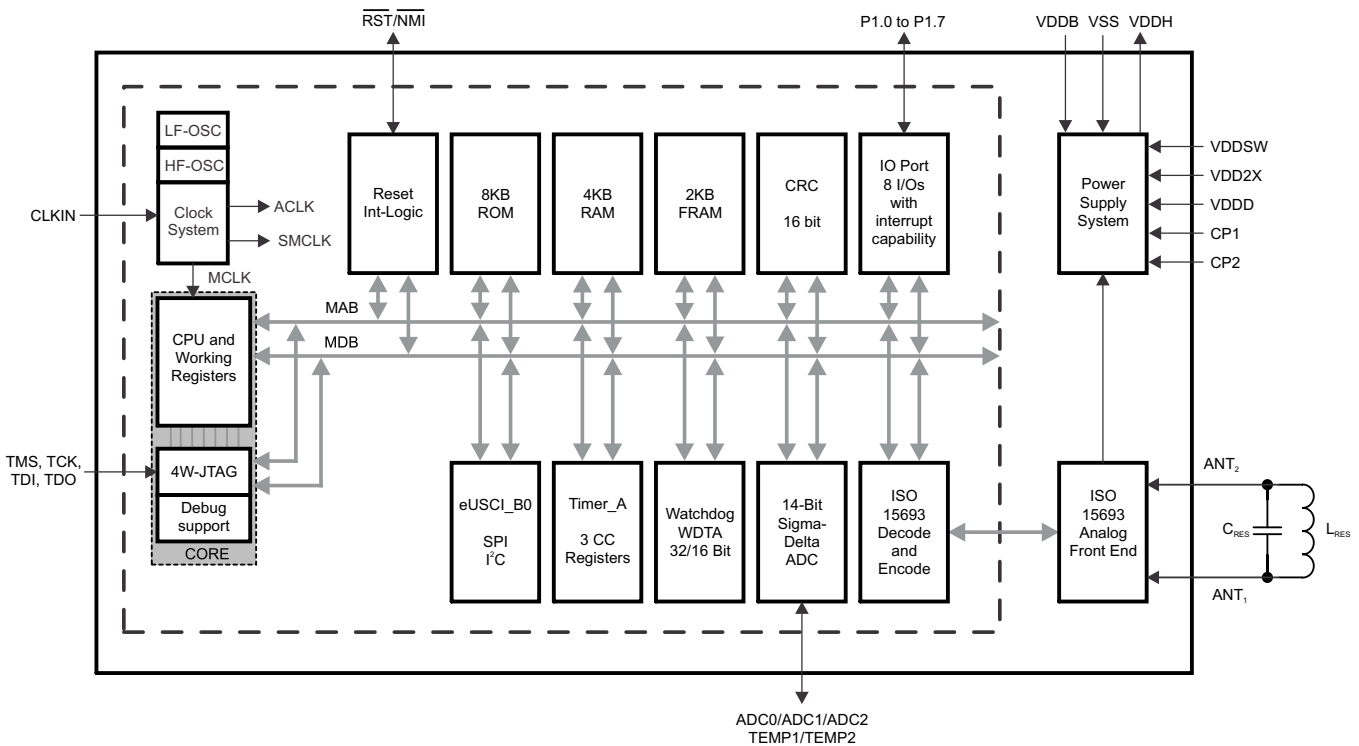 RST/NMI
P1.0 to P1.7
VDDB
VSS
VDDH
LF-OSC
HF-OSC
Clock
System
CLKIN
ACLK
SMCLK
MCLK
Reset
Int-Logic
8KB
ROM
4KB
RAM
2KB
FRAM
CRC
16 bit
IO Port
8 I/Os
with
interrupt
capability
Power
Supply
System
VDDSW
VDD2X
VDDD
CP1
CP2
MAB
MDB
CPU and
Working
Registers
TMS, TCK,
TDI, TDO
4W-JTAG
Debug
support
CORE
eUSCI_B0
SPI
I²C
Timer_A
3 CC
Registers
Watchdog
WDTA
32/16 Bit
14-Bit
Sigma-
Delta
ADC
ISO
15693
Decode
and
Encode
ISO
15693
Analog
Front End
ANT₂
C_RES
L_RES
ANT₁
ADC0/ADC1/ADC2
TEMP1/TEMP2